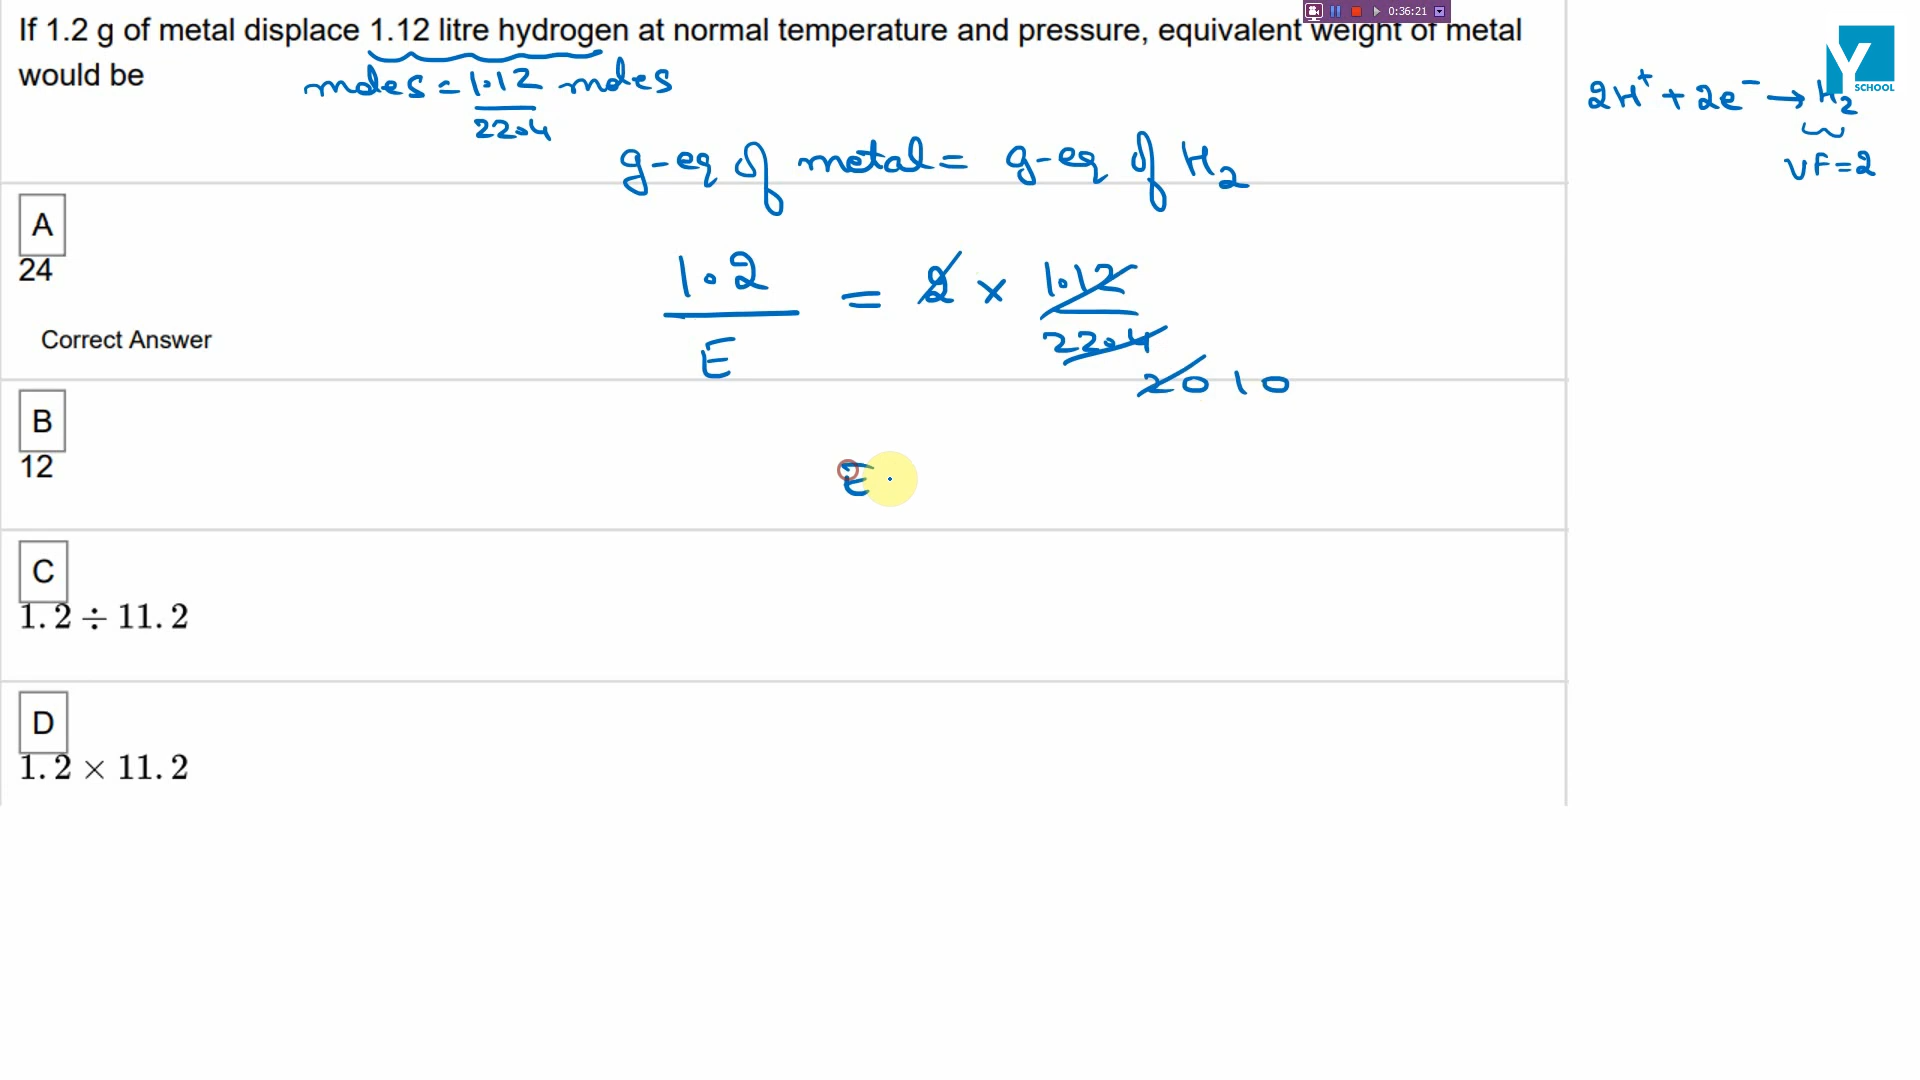 0:36:21
If 1.2 g of metal displace 1.12 litre hydrogen at normal temperature and pressure, equivalent weight of metal
would be
moles = 1.12 moles
22.4
2H⁺ + 2e⁻ → H₂
Y SCHOOL
VF = 2
g-eq of metal = g-eq of H₂
A
24
1.2 = 2 × 1.12
E 22.4
20 10
Correct Answer
B
12
E
C
1.2 ÷ 11.2
D
1.2 × 11.2